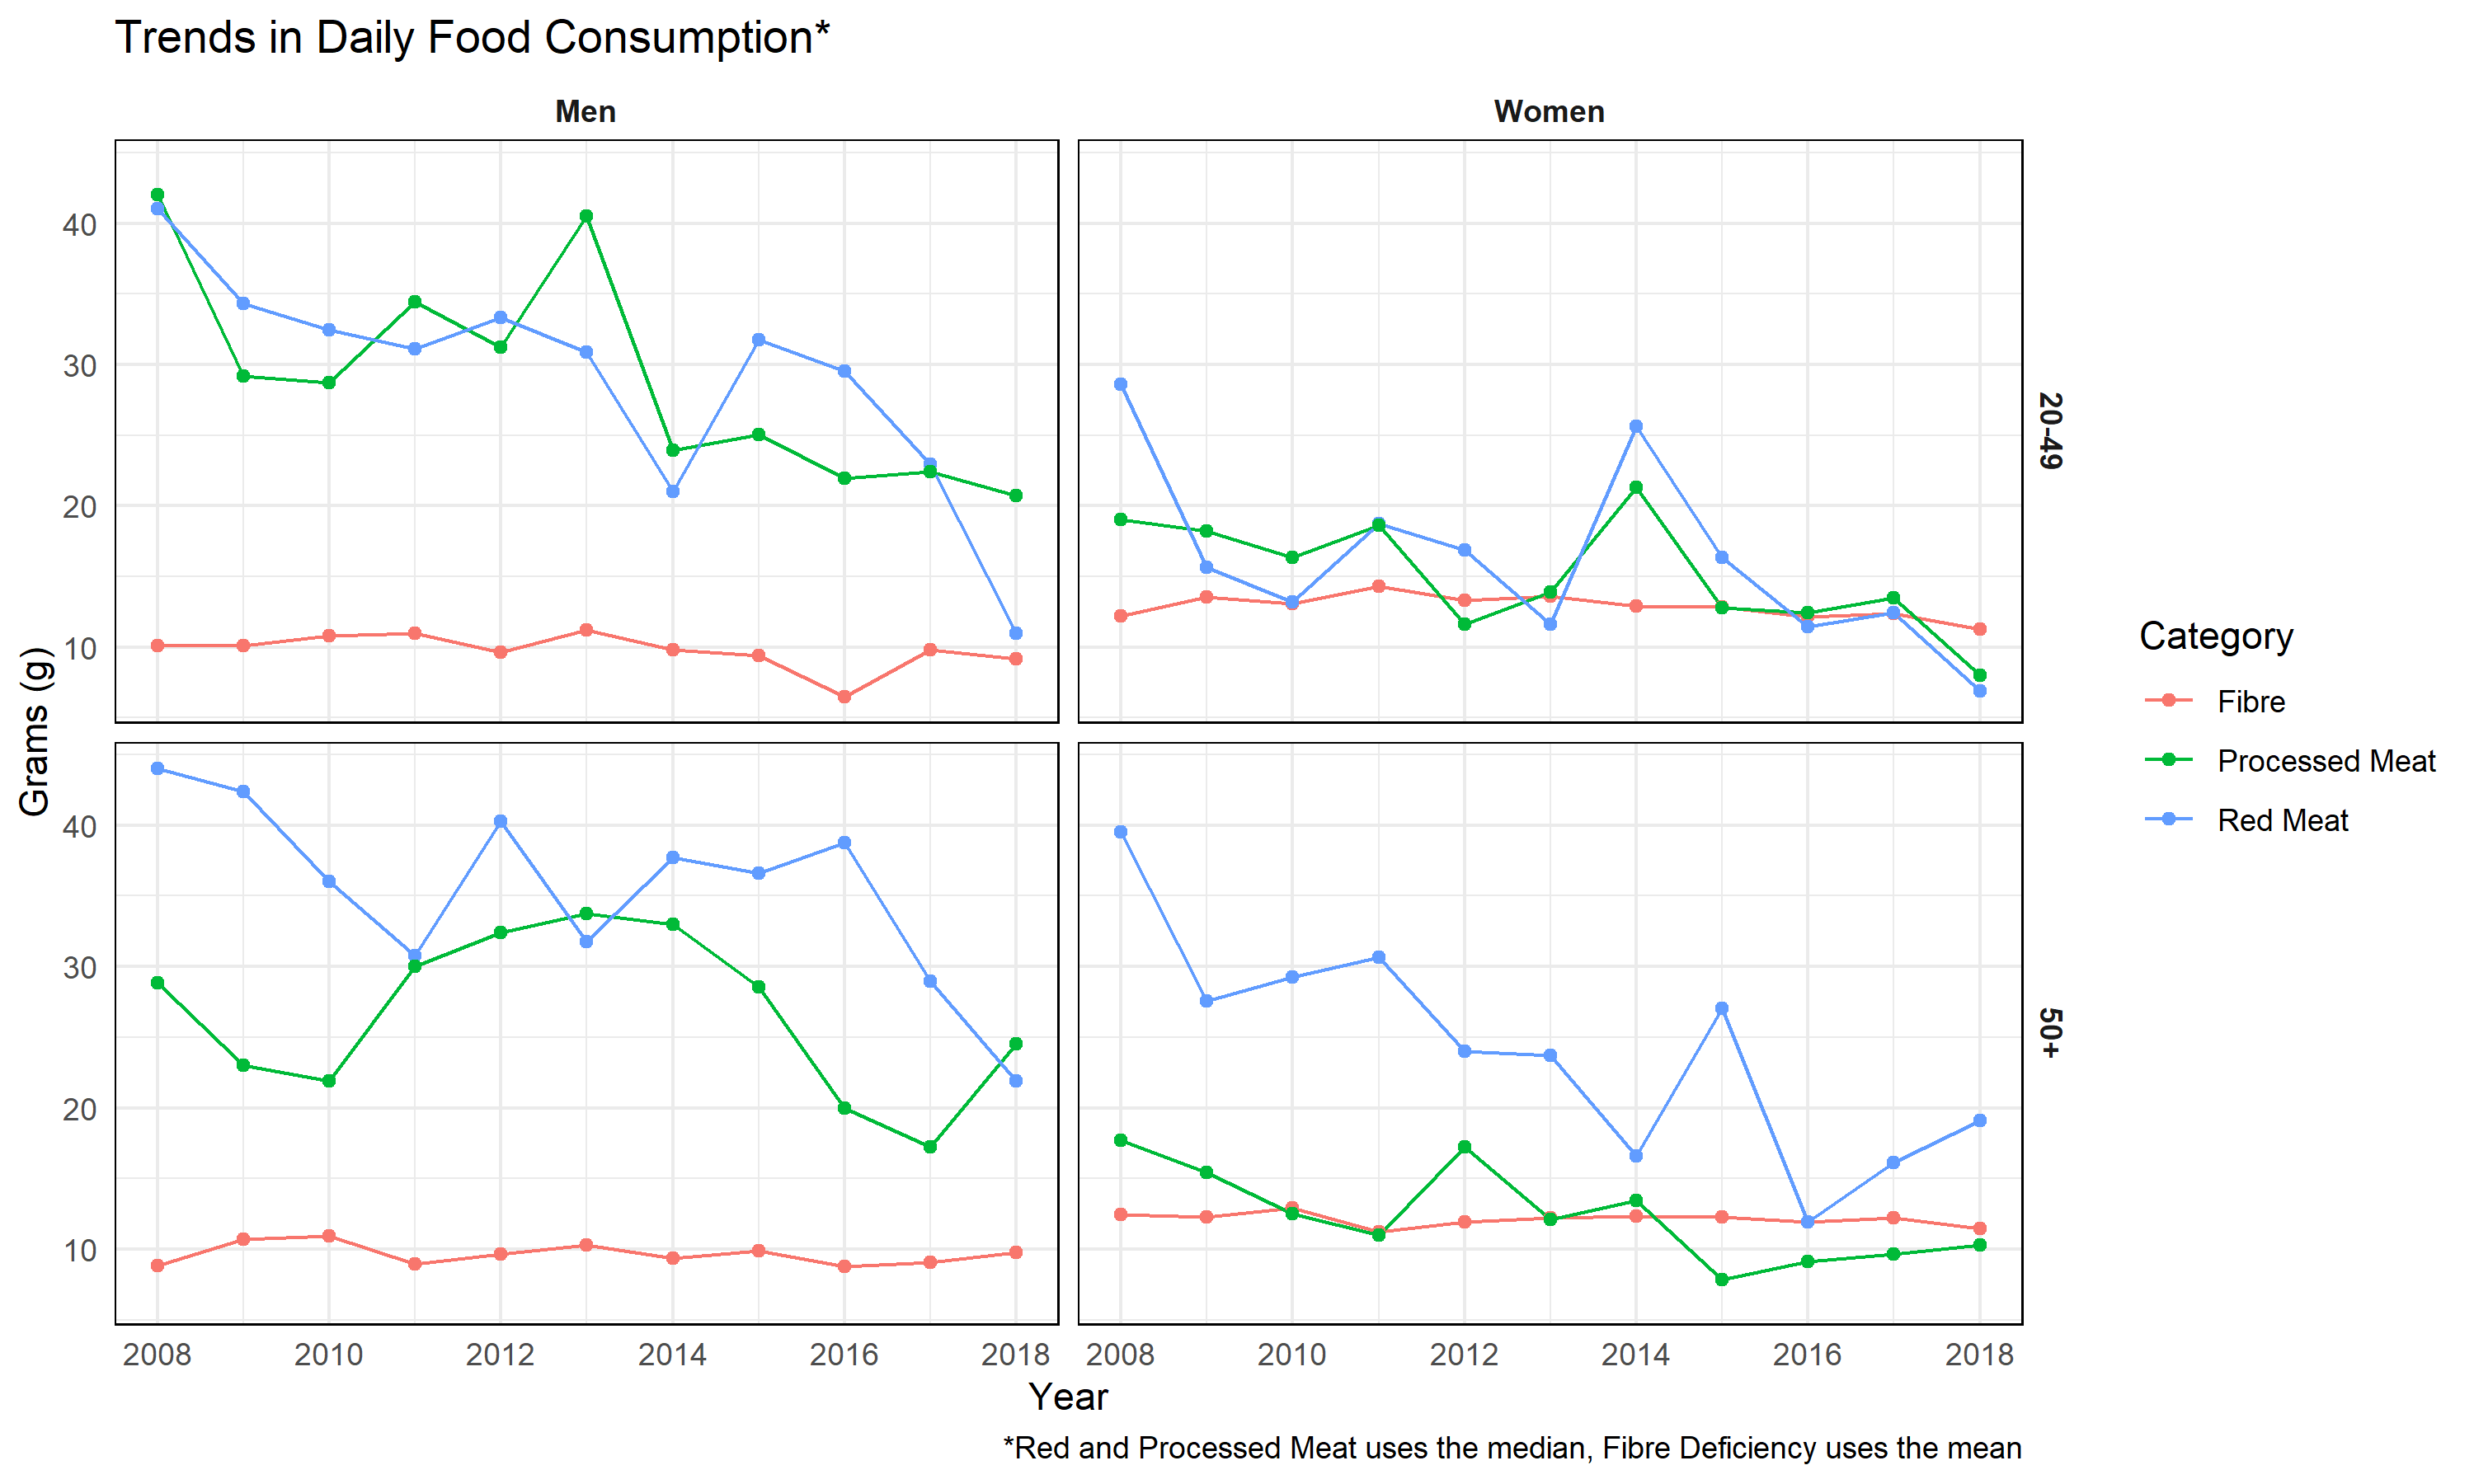 Trends in Daily Food Consumption*
Men
Women
40
30
20
10
20-49
40
30
20
10
50+
Grams (g)
2008 2010 2012 2014 2016 2018
2008 2010 2012 2014 2016 2018
Year
Category
Fibre
Processed Meat
Red Meat
*Red and Processed Meat uses the median, Fibre Deficiency uses the mean